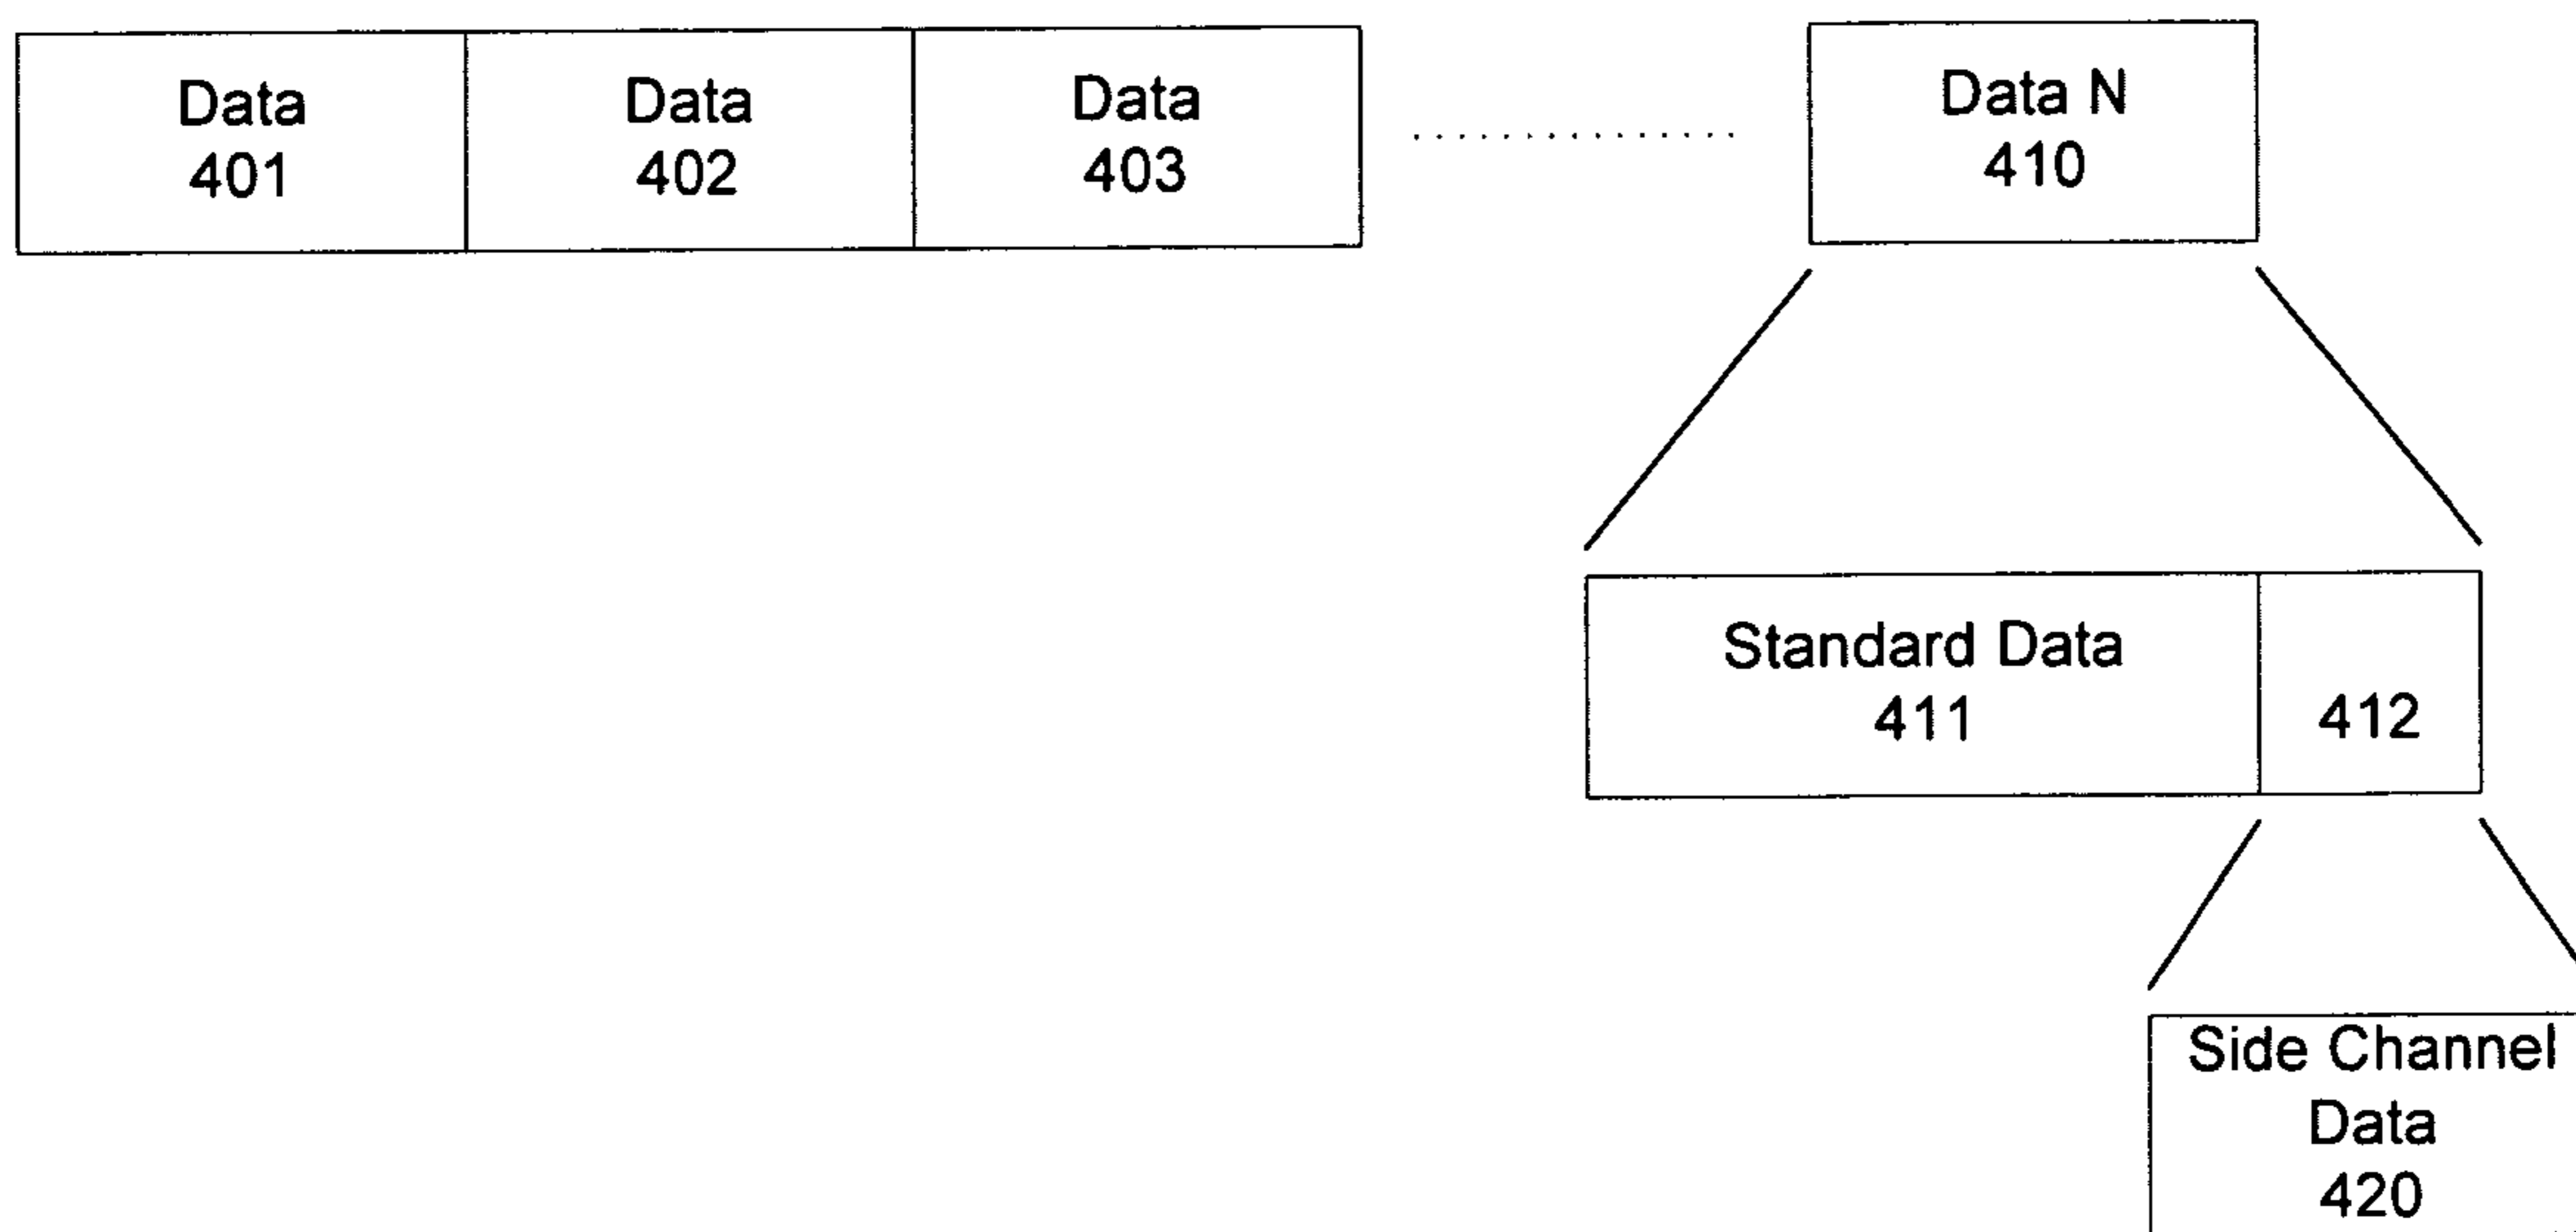 Data
401
Data
402
Data
403
Data N
410
Standard Data
411
412
Side Channel
Data
420